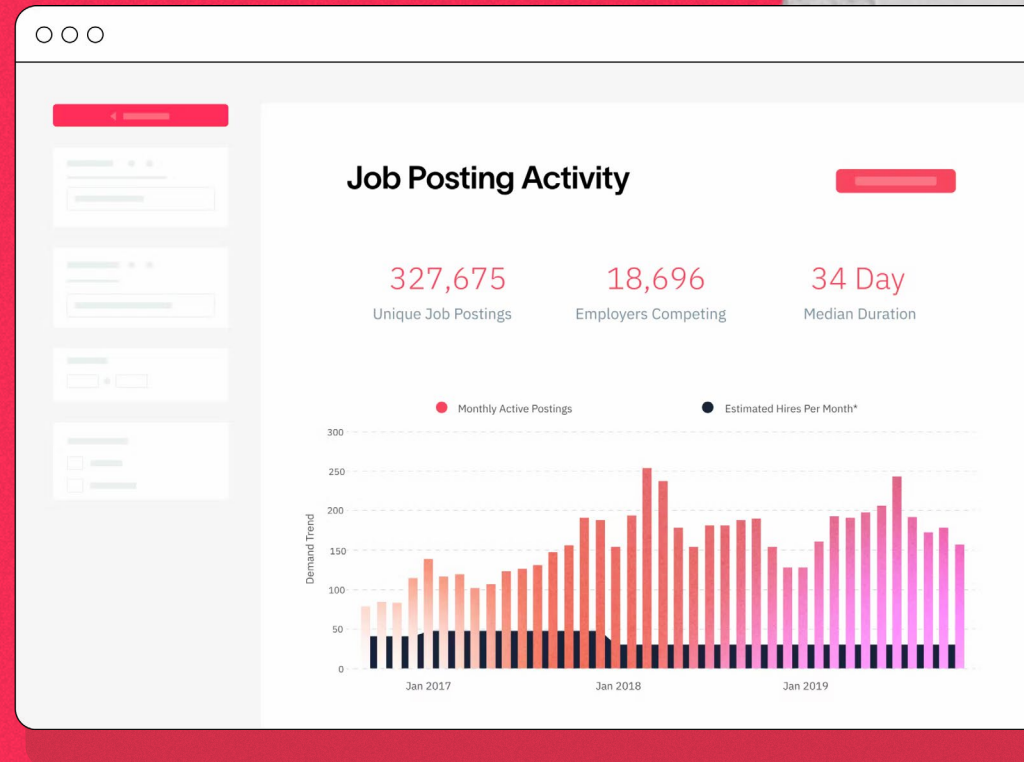 Job Posting Activity
327,675
Unique Job Postings
18,696
Employers Competing
34 Day
Median Duration
Monthly Active Postings
Estimated Hires Per Month*
Demand Trend
300
250
200
150
100
50
0
Jan 2017
Jan 2018
Jan 2019